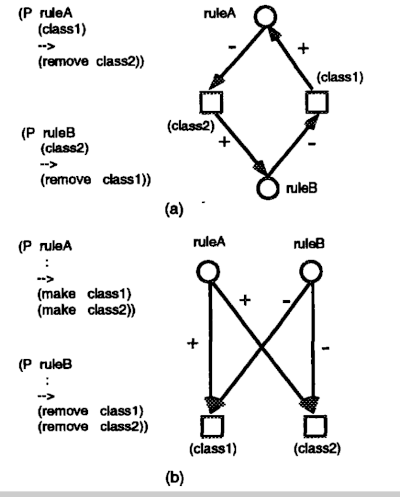 (P ruleA
(class1)
-->
(remove class2))
(P ruleB
(class2)
-->
(remove class1))
ruleA
-
+
(class1)
(class2)
+
-
ruleB
(a)
(P ruleA
:
-->
(make class1)
(make class2))
(P ruleB
:
-->
(remove class1)
(remove class2))
ruleA ruleB
+ -
+ -
(class1) (class2)
(b)